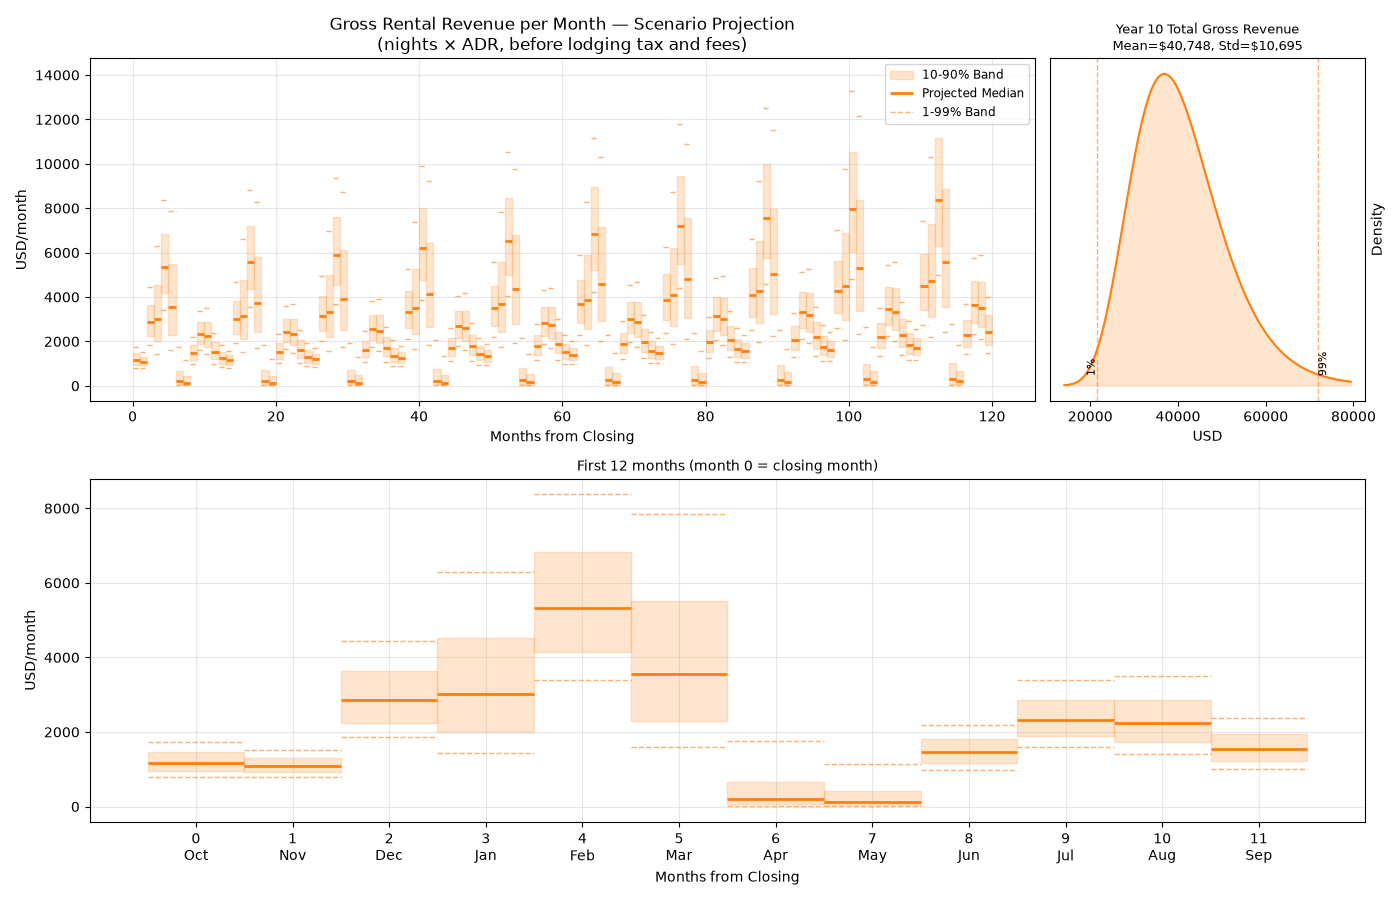 Gross Rental Revenue per Month — Scenario Projection
(nights × ADR, before lodging tax and fees)
14000
12000
10000
8000
6000
4000
2000
0
USD/month
10-90% Band
Projected Median
1-99% Band
0
20
40
60
80
100
120
Months from Closing
Year 10 Total Gross Revenue
Mean=$40,748, Std=$10,695
1%
99%
Density
20000
40000
60000
80000
USD
First 12 months (month 0 = closing month)
8000
6000
4000
2000
0
USD/month
0
Oct
1
Nov
2
Dec
3
Jan
4
Feb
5
Mar
6
Apr
7
May
8
Jun
9
Jul
10
Aug
11
Sep
Months from Closing